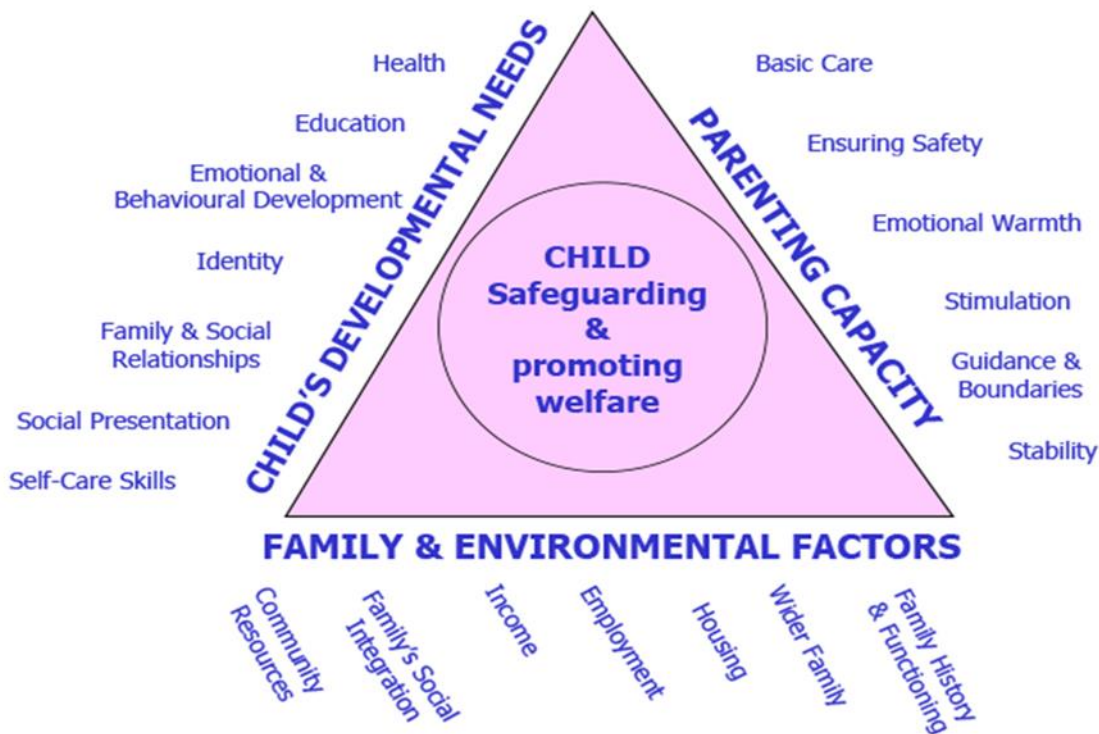 CHILD'S DEVELOPMENTAL NEEDS
Health
Education
Emotional &
Behavioural Development
Identity
Family & Social
Relationships
Social Presentation
Self-Care Skills
PARENTING CAPACITY
Basic Care
Ensuring Safety
Emotional Warmth
Stimulation
Guidance &
Boundaries
Stability
CHILD
Safeguarding
&
promoting
welfare
FAMILY & ENVIRONMENTAL FACTORS
Community
Resources
Family's Social
Integration
Income
Employment
Housing
Wider Family
Family History
& Functioning